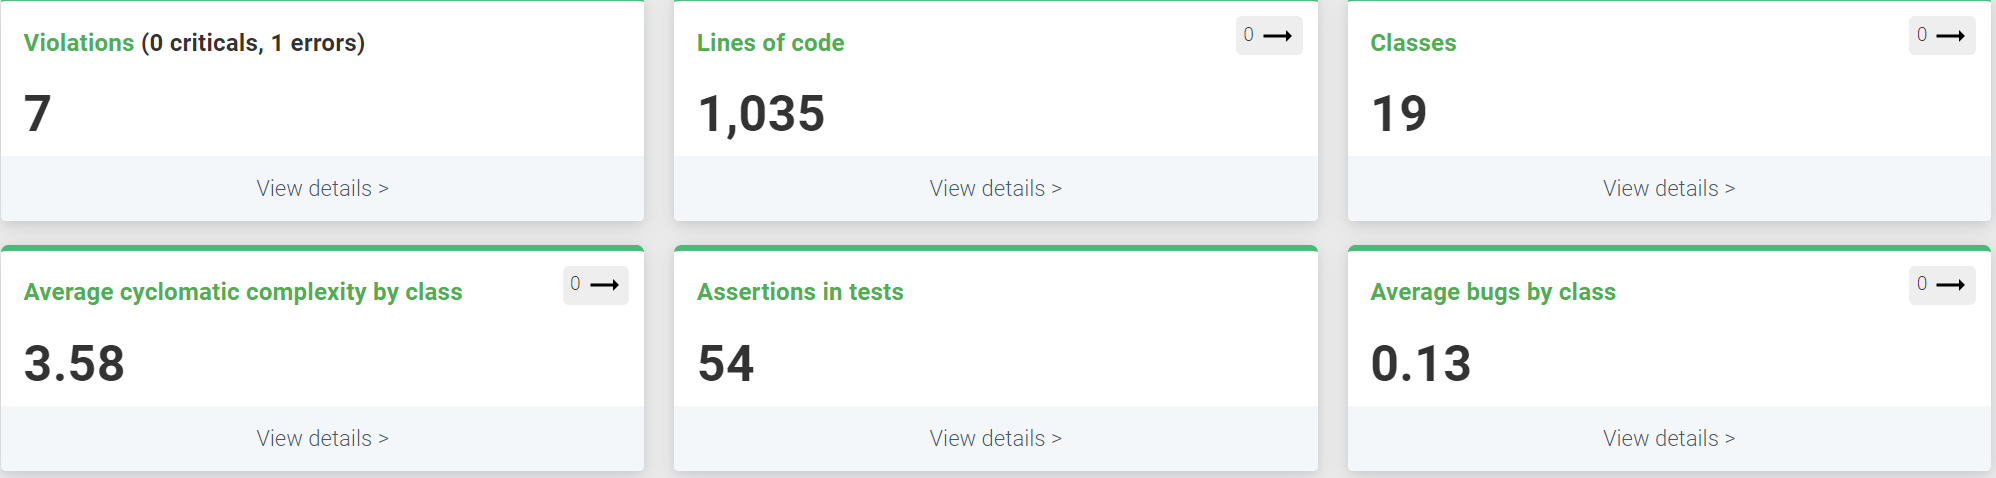 Violations (0 criticals, 1 errors)
7
View details >
Lines of code
0 →
1,035
View details >
Classes
0 →
19
View details >
Average cyclomatic complexity by class
0 →
3.58
View details >
Assertions in tests
54
View details >
Average bugs by class
0 →
0.13
View details >